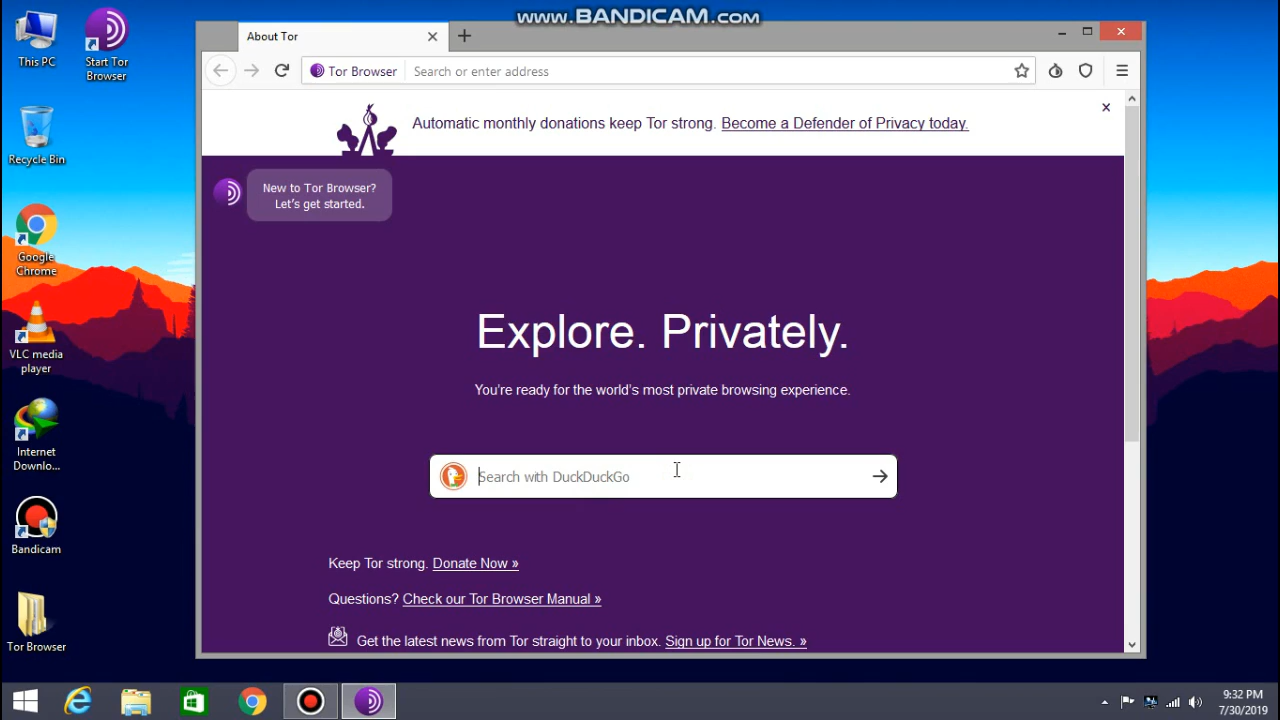 www.BANDICAM.com
This PC
Start Tor
Browser
Recycle Bin
Google
Chrome
VLC media
player
Internet
Downlo...
Bandicam
Tor Browser
About Tor
Tor Browser
Search or enter address
Automatic monthly donations keep Tor strong. Become a Defender of Privacy today.
New to Tor Browser?
Let's get started.
Explore. Privately.
You're ready for the world's most private browsing experience.
Search with DuckDuckGo
Keep Tor strong. Donate Now »
Questions? Check our Tor Browser Manual »
Get the latest news from Tor straight to your inbox. Sign up for Tor News. »
9:32 PM
7/30/2019